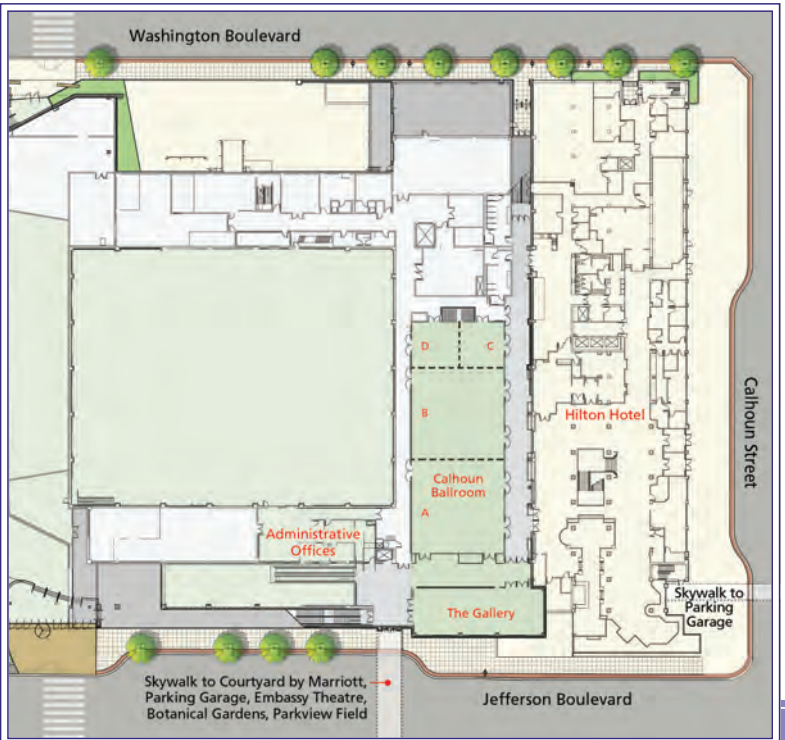 Washington Boulevard
D
C
B
Hilton Hotel
Calhoun Street
Calhoun
Ballroom
A
Administrative
Offices
The Gallery
Skywalk to
Parking
Garage
Skywalk to Courtyard by Marriott,
Parking Garage, Embassy Theatre,
Botanical Gardens, Parkview Field
Jefferson Boulevard